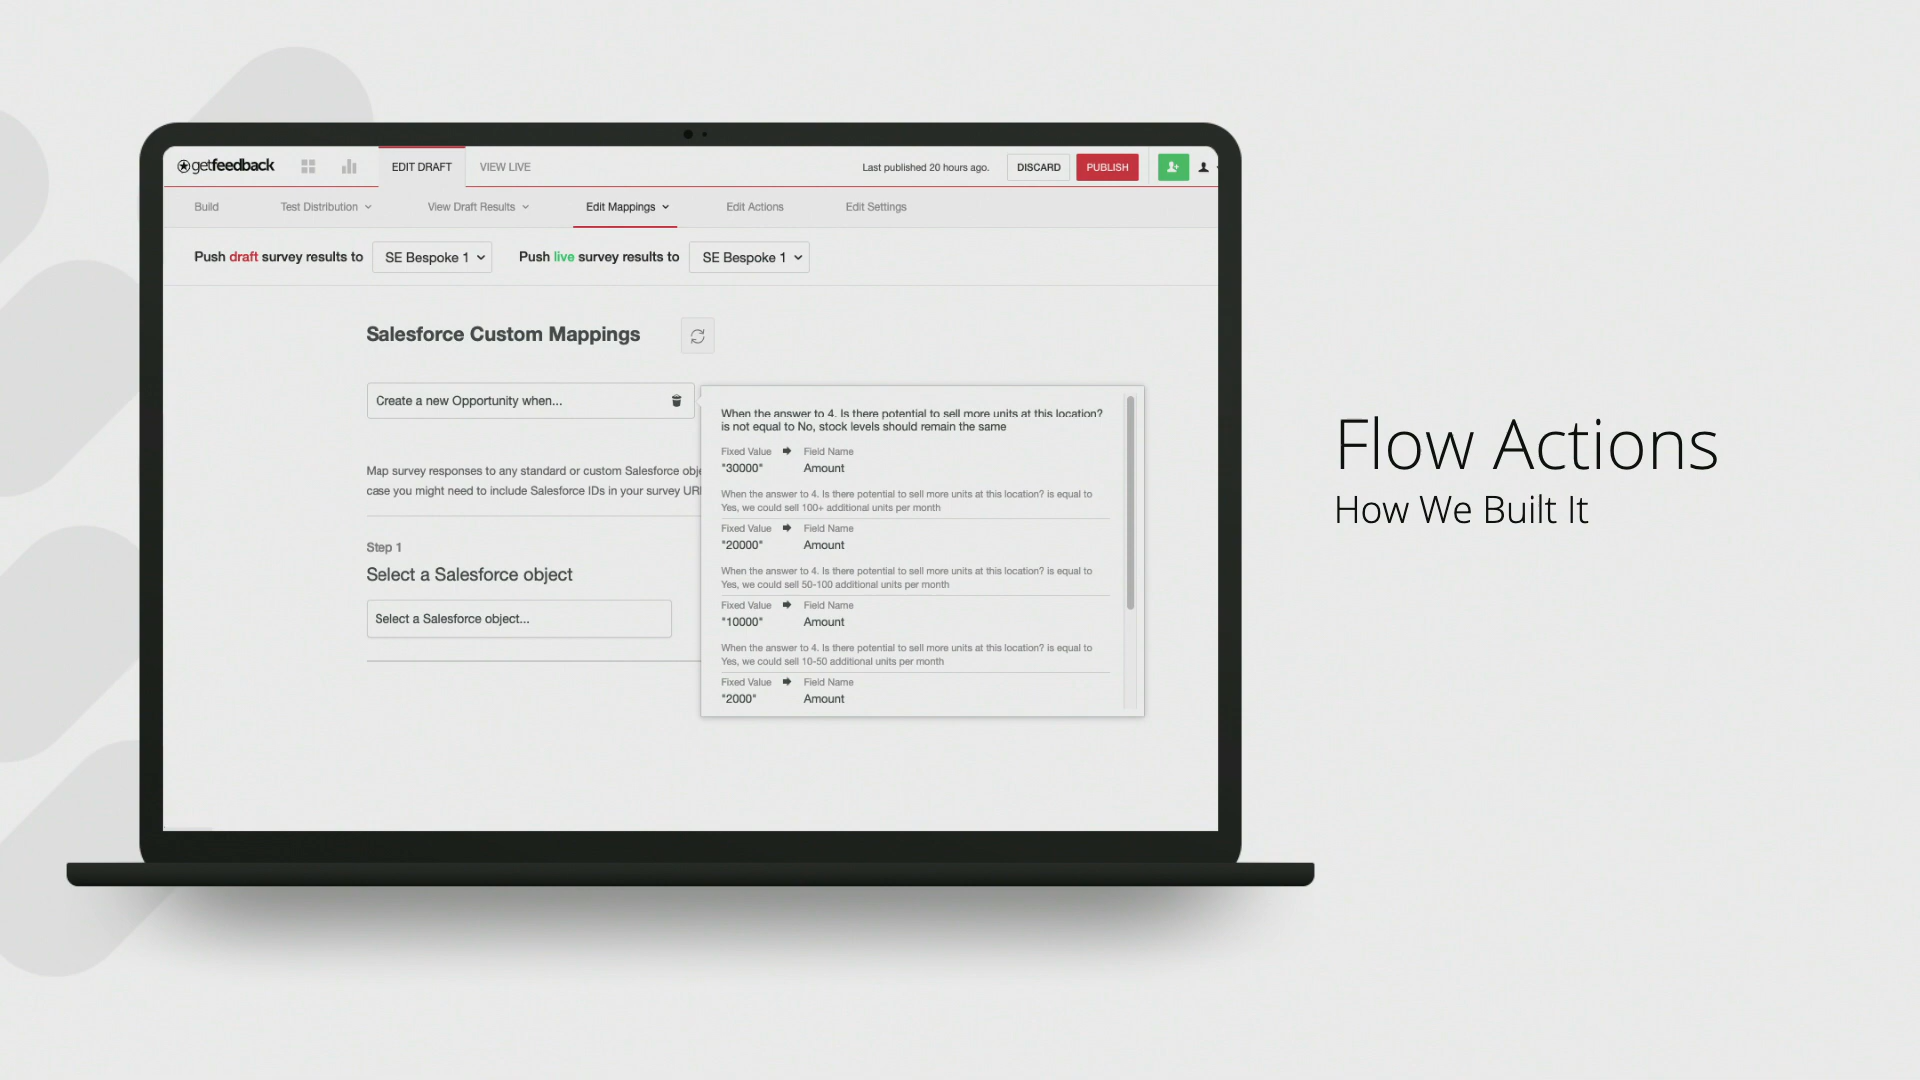 getfeedback
EDIT DRAFT
VIEW LIVE
Last published 20 hours ago.
DISCARD
PUBLISH
Build
Test Distribution
View Draft Results
Edit Mappings
Edit Actions
Edit Settings
Push draft survey results to
SE Bespoke 1
Push live survey results to
SE Bespoke 1
Salesforce Custom Mappings
Create a new Opportunity when...
Map survey responses to any standard or custom Salesforce
case you might need to include Salesforce IDs in your survey
Step 1
Select a Salesforce object
Select a Salesforce object...
When the answer to 4. Is there potential to sell more units at this location?
is not equal to No, stock levels should remain the same
Fixed Value Field Name
"30000" Amount
When the answer to 4. Is there potential to sell more units at this location? is equal to
Yes, we could sell 100+ additional units per month
Fixed Value Field Name
"20000" Amount
When the answer to 4. Is there potential to sell more units at this location? is equal to
Yes, we could sell 50-100 additional units per month
Fixed Value Field Name
"10000" Amount
When the answer to 4. Is there potential to sell more units at this location? is equal to
Yes, we could sell 10-50 additional units per month
Fixed Value Field Name
"2000" Amount
Flow Actions
How We Built It